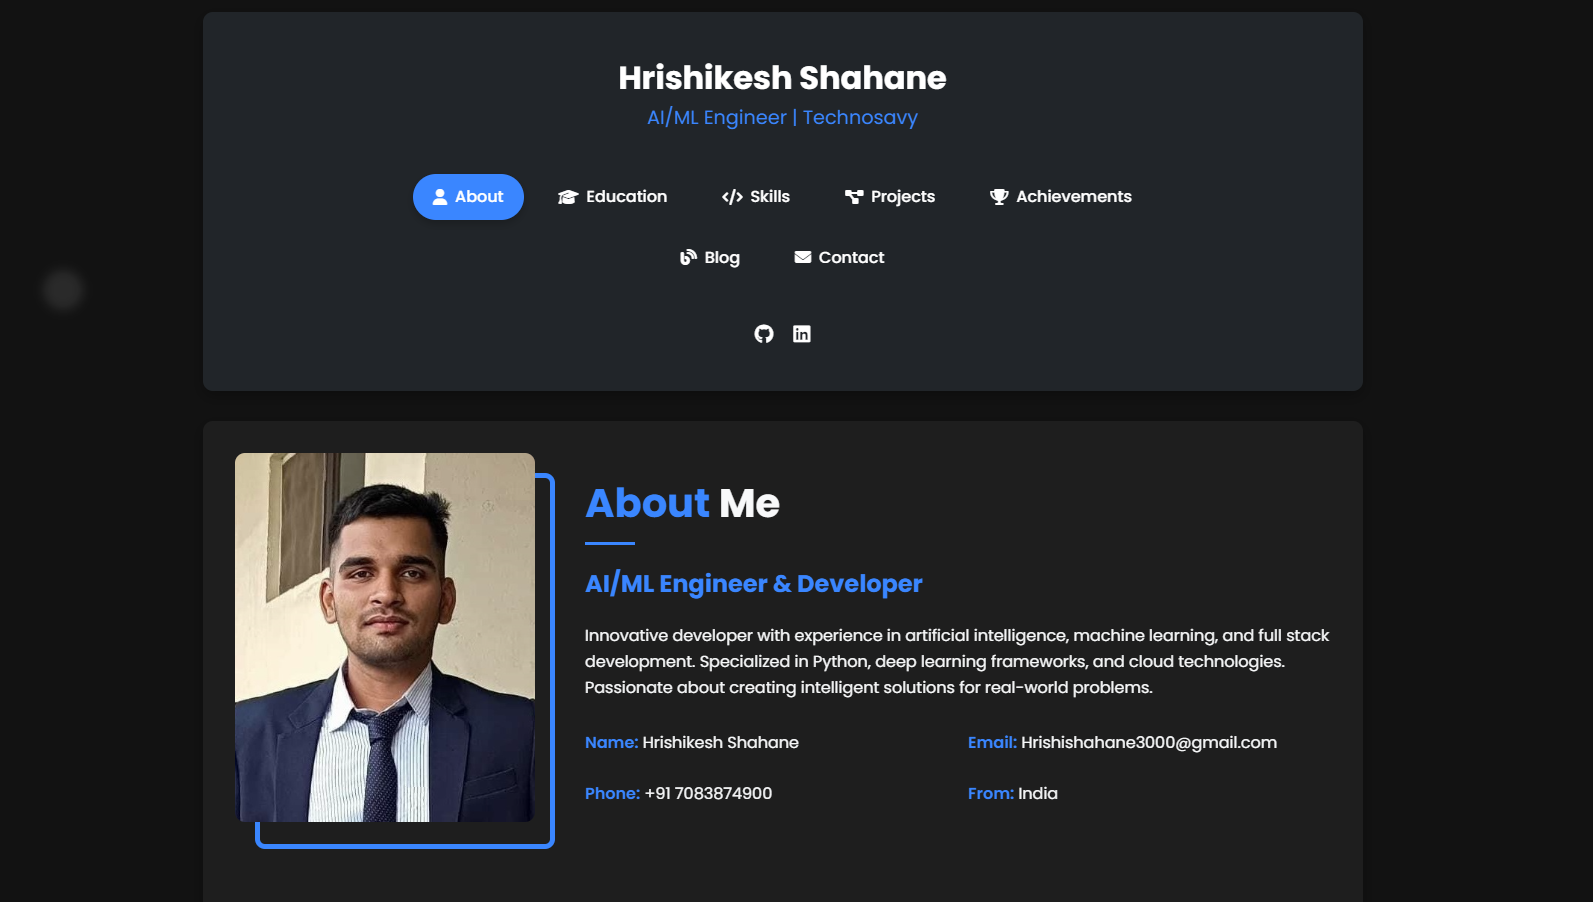 Hrishikesh Shahane
AI/ML Engineer | Technosavy
About Education Skills Projects Achievements
Blog Contact
About Me
AI/ML Engineer & Developer
Innovative developer with experience in artificial intelligence, machine learning, and full stack
development. Specialized in Python, deep learning frameworks, and cloud technologies.
Passionate about creating intelligent solutions for real-world problems.
Name: Hrishikesh Shahane Email: Hrishishahane3000@gmail.com
Phone: +91 7083874900 From: India